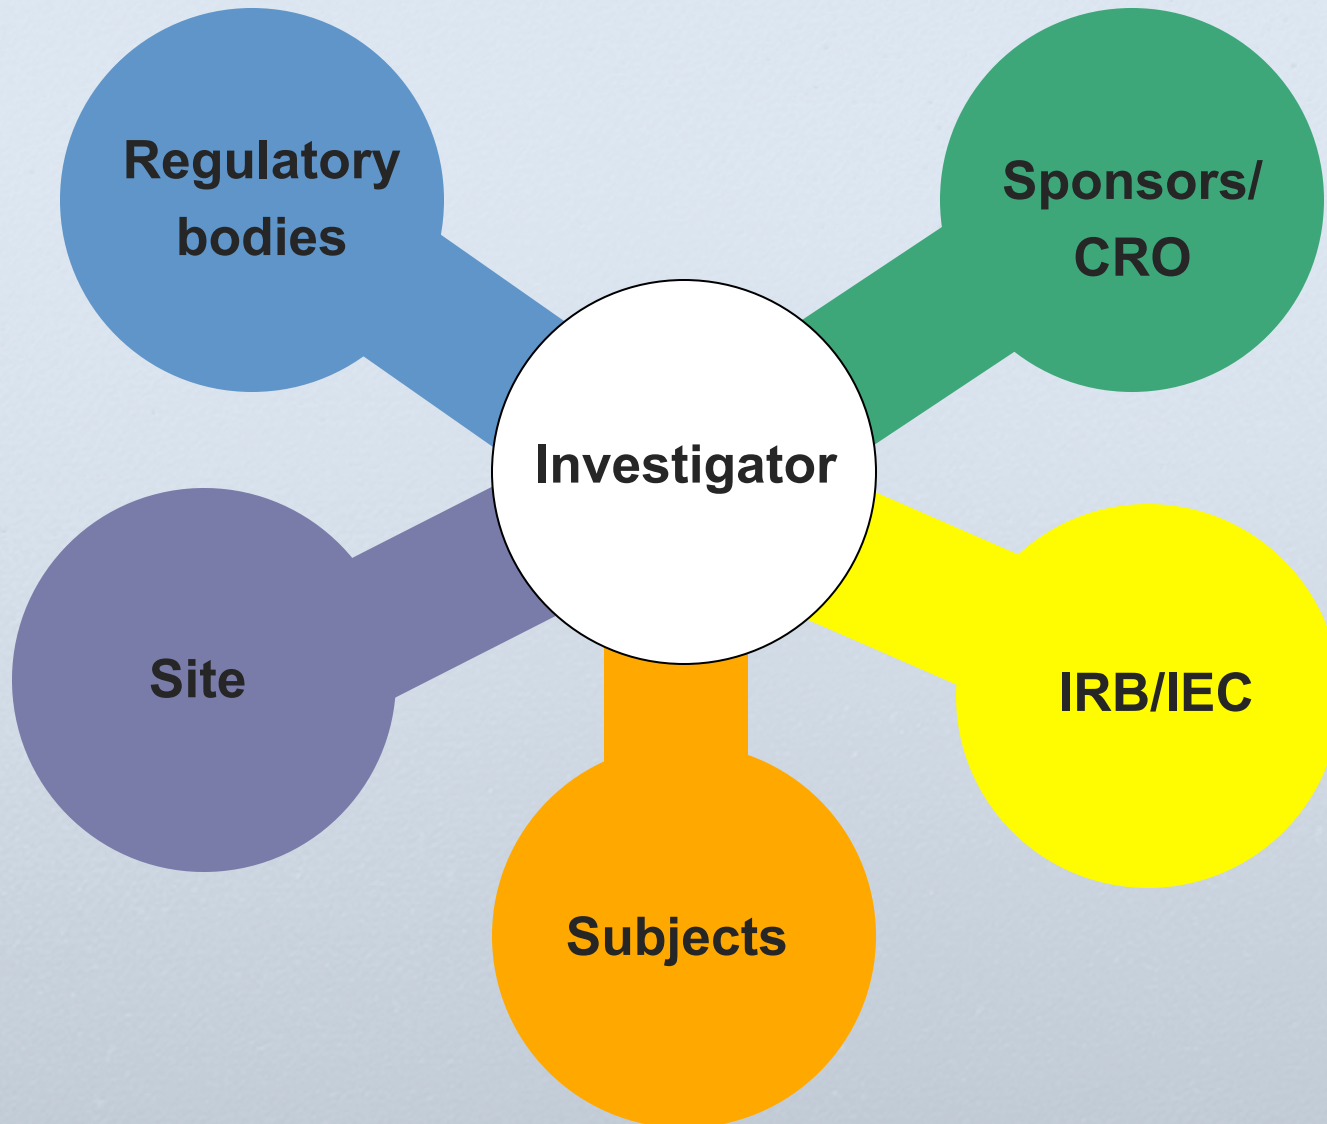 Regulatory
bodies
Sponsors/
CRO
Investigator
Site
IRB/IEC
Subjects